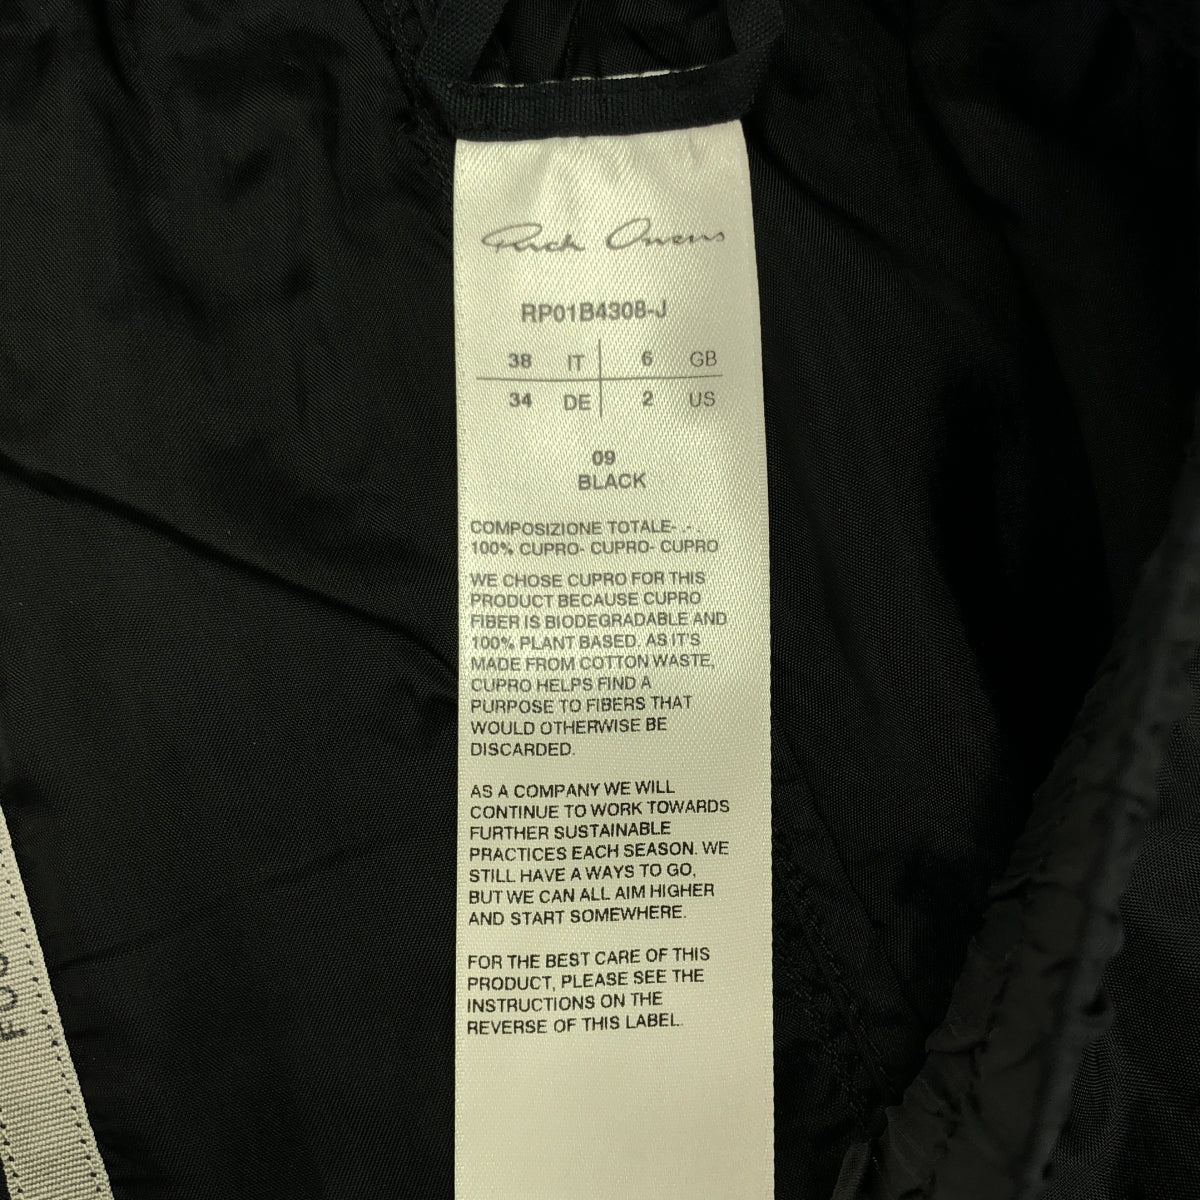 Rick Owens
RP01B4308-J
38 IT 6 GB
34 DE 2 US
09
BLACK
COMPOSIZIONE TOTALE- .- .
100% CUPRO- CUPRO- CUPRO
WE CHOSE CUPRO FOR THIS
PRODUCT BECAUSE CUPRO
FIBER IS BIODEGRADABLE AND
100% PLANT BASED. AS IT'S
MADE FROM COTTON WASTE,
CUPRO HELPS FIND A
PURPOSE TO FIBERS THAT
WOULD OTHERWISE BE
DISCARDED.
AS A COMPANY WE WILL
CONTINUE TO WORK TOWARDS
FURTHER SUSTAINABLE
PRACTICES EACH SEASON. WE
STILL HAVE A WAYS TO GO,
BUT WE CAN ALL AIM HIGHER
AND START SOMEWHERE.
FOR THE BEST CARE OF THIS
PRODUCT, PLEASE SEE THE
INSTRUCTIONS ON THE
REVERSE OF THIS LABEL.